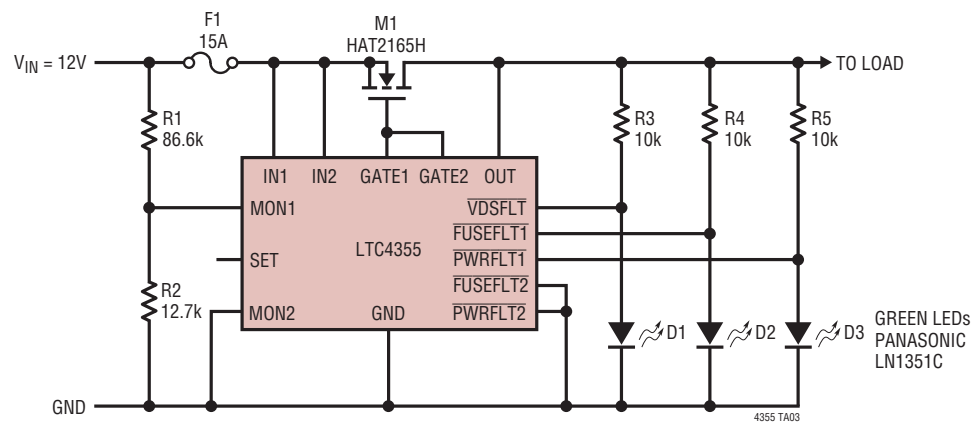 F1
15A
M1
HAT2165H
VIN = 12V
TO LOAD
R1
86.6k
R3
10k
R4
10k
R5
10k
IN1 IN2 GATE1 GATE2 OUT
MON1
VDSFLT
FUSEFLT1
LTC4355
SET
PWRFLT1
FUSEFLT2
R2
12.7k
MON2
GND
PWRFLT2
D1
D2
D3
GREEN LEDs
PANASONIC
LN1351C
GND
4355 TA03